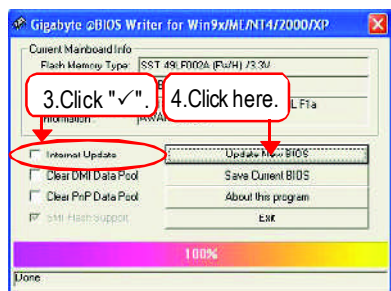 Gigabyte @BIOS Writer for Win9x/ME/NT4/2000/XP
Current Mainboard Info
Flash Memory Type: SST 49LF002A (FWH) /3.3V
3.Click "✓".
4.Click here.
L F1a
Internet Update
Update New BIOS
Clear DMI Data Pool
Save Current BIOS
Clear PnP Data Pool
About this program
SMI Flash Support
Exit
100%
Done